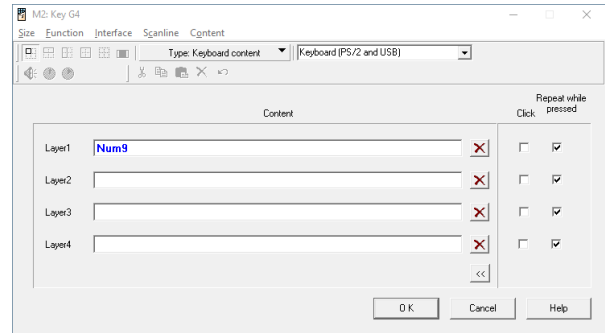 M2: Key G4
Size Function Interface Scanline Content
Type: Keyboard content Keyboard (PS/2 and USB)
Content Click Repeat while pressed
Layer1 Num9
Layer2
Layer3
Layer4
<<
OK Cancel Help